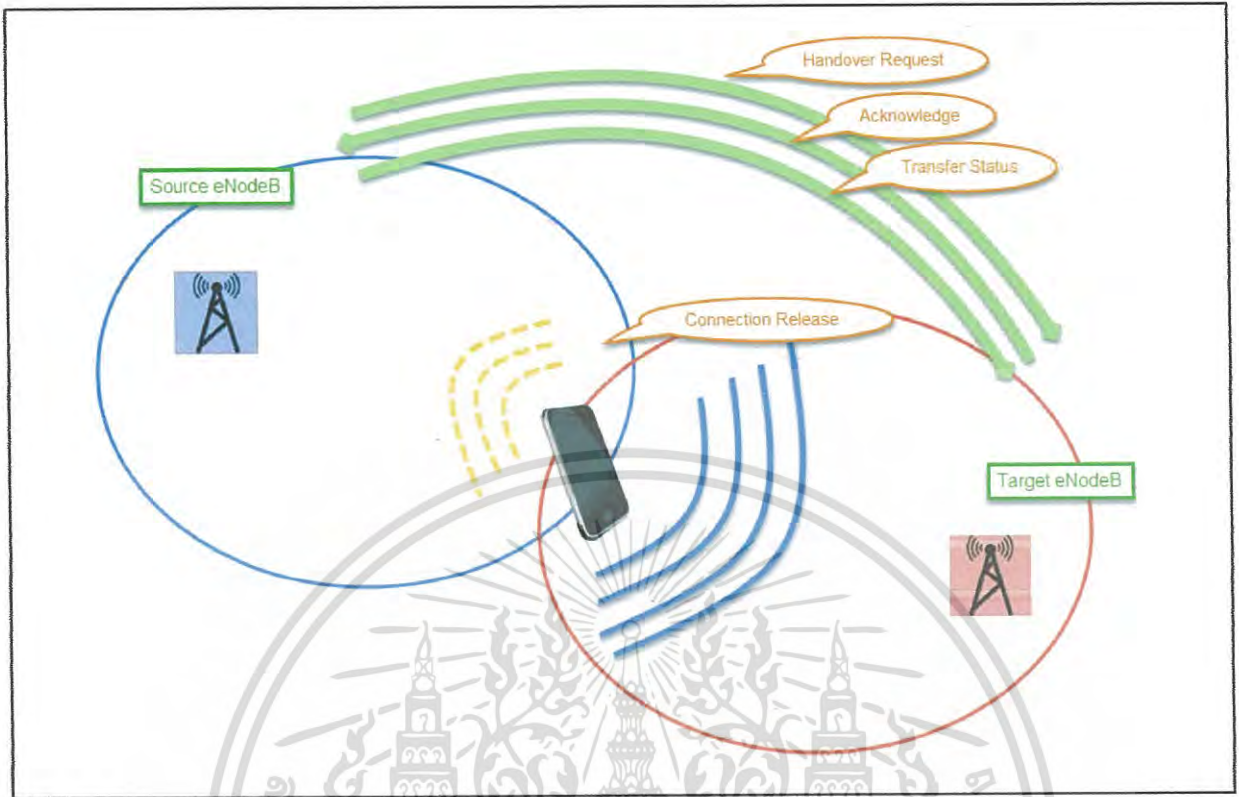 Handover Request
Acknowledge
Transfer Status
Source eNodeB
Connection Release
Target eNodeB